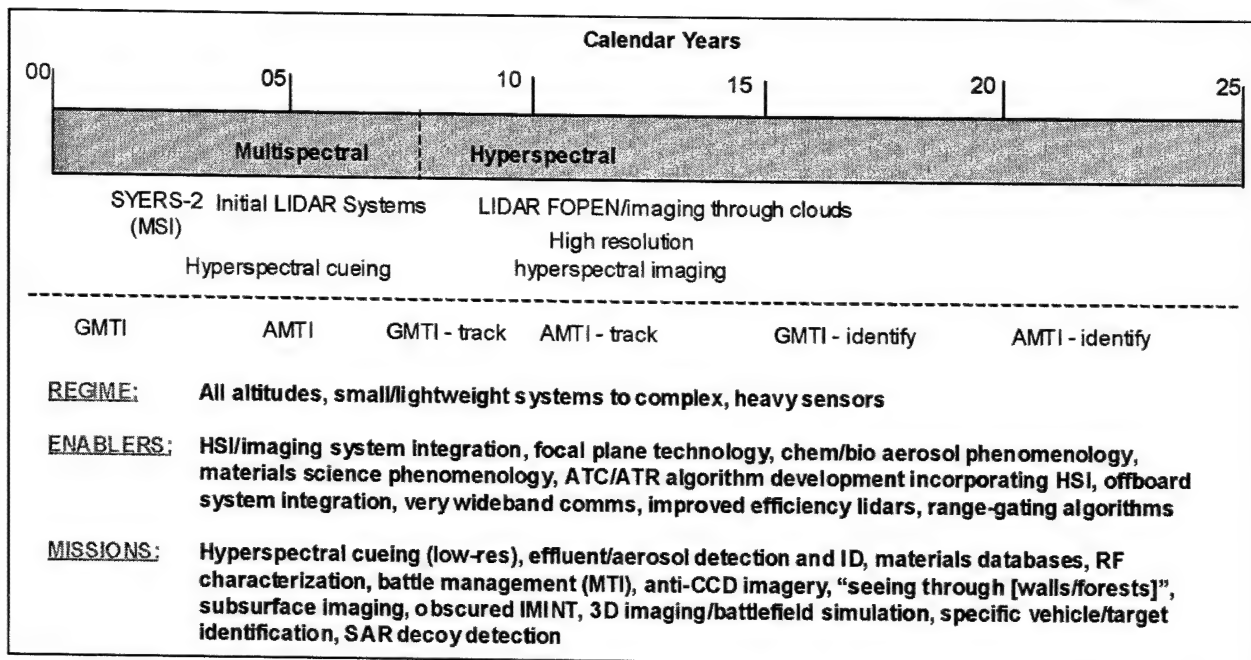 Calendar Years
00 05 10 15 20 25
Multispectral Hyperspectral
SYERS-2 Initial LIDAR Systems LIDAR FOPEN/imaging through clouds
(MSI) High resolution
Hyperspectral cueing hyperspectral imaging
GMTI AMTI GMTI - track AMTI - track GMTI - identify AMTI - identify
REGIME: All altitudes, small/lightweight systems to complex, heavy sensors
ENABLERS: HSI/imaging system integration, focal plane technology, chem/bio aerosol phenomenology,
materials science phenomenology, ATC/ATR algorithm development incorporating HSI, offboard
system integration, very wideband comms, improved efficiency lidars, range-gating algorithms
MISSIONS: Hyperspectral cueing (low-res), effluent/aerosol detection and ID, materials databases, RF
characterization, battle management (MTI), anti-CCD imagery, “seeing through [walls/forests]”,
subsurface imaging, obscured IMINT, 3D imaging/battlefield simulation, specific vehicle/target
identification, SAR decoy detection